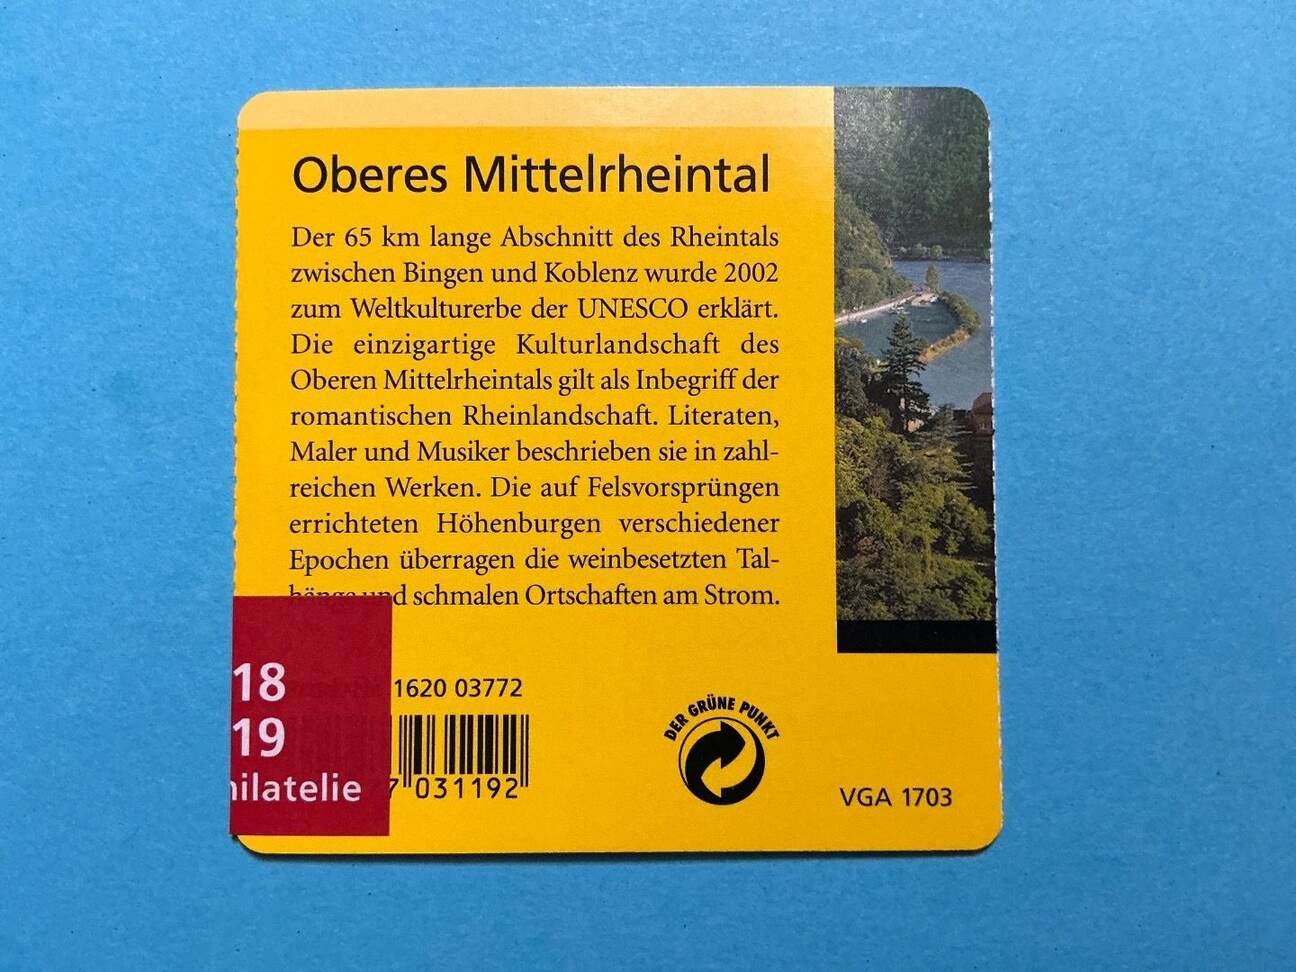 Oberes Mittelrheintal
Der 65 km lange Abschnitt des Rheintals
zwischen Bingen und Koblenz wurde 2002
zum Weltkulturerbe der UNESCO erklärt.
Die einzigartige Kulturlandschaft des
Oberen Mittelrheintals gilt als Inbegriff der
romantischen Rheinlandschaft. Literaten,
Maler und Musiker beschrieben sie in zahl-
reichen Werken. Die auf Felsvorsprüngen
errichteten Höhenburgen verschiedener
Epochen überragen die weinbesetzten Tal-
hänge und schmalen Ortschaften am Strom.
18
19
hilatelie
1620 03772
7 031192
DER GRÜNE PUNKT
VGA 1703